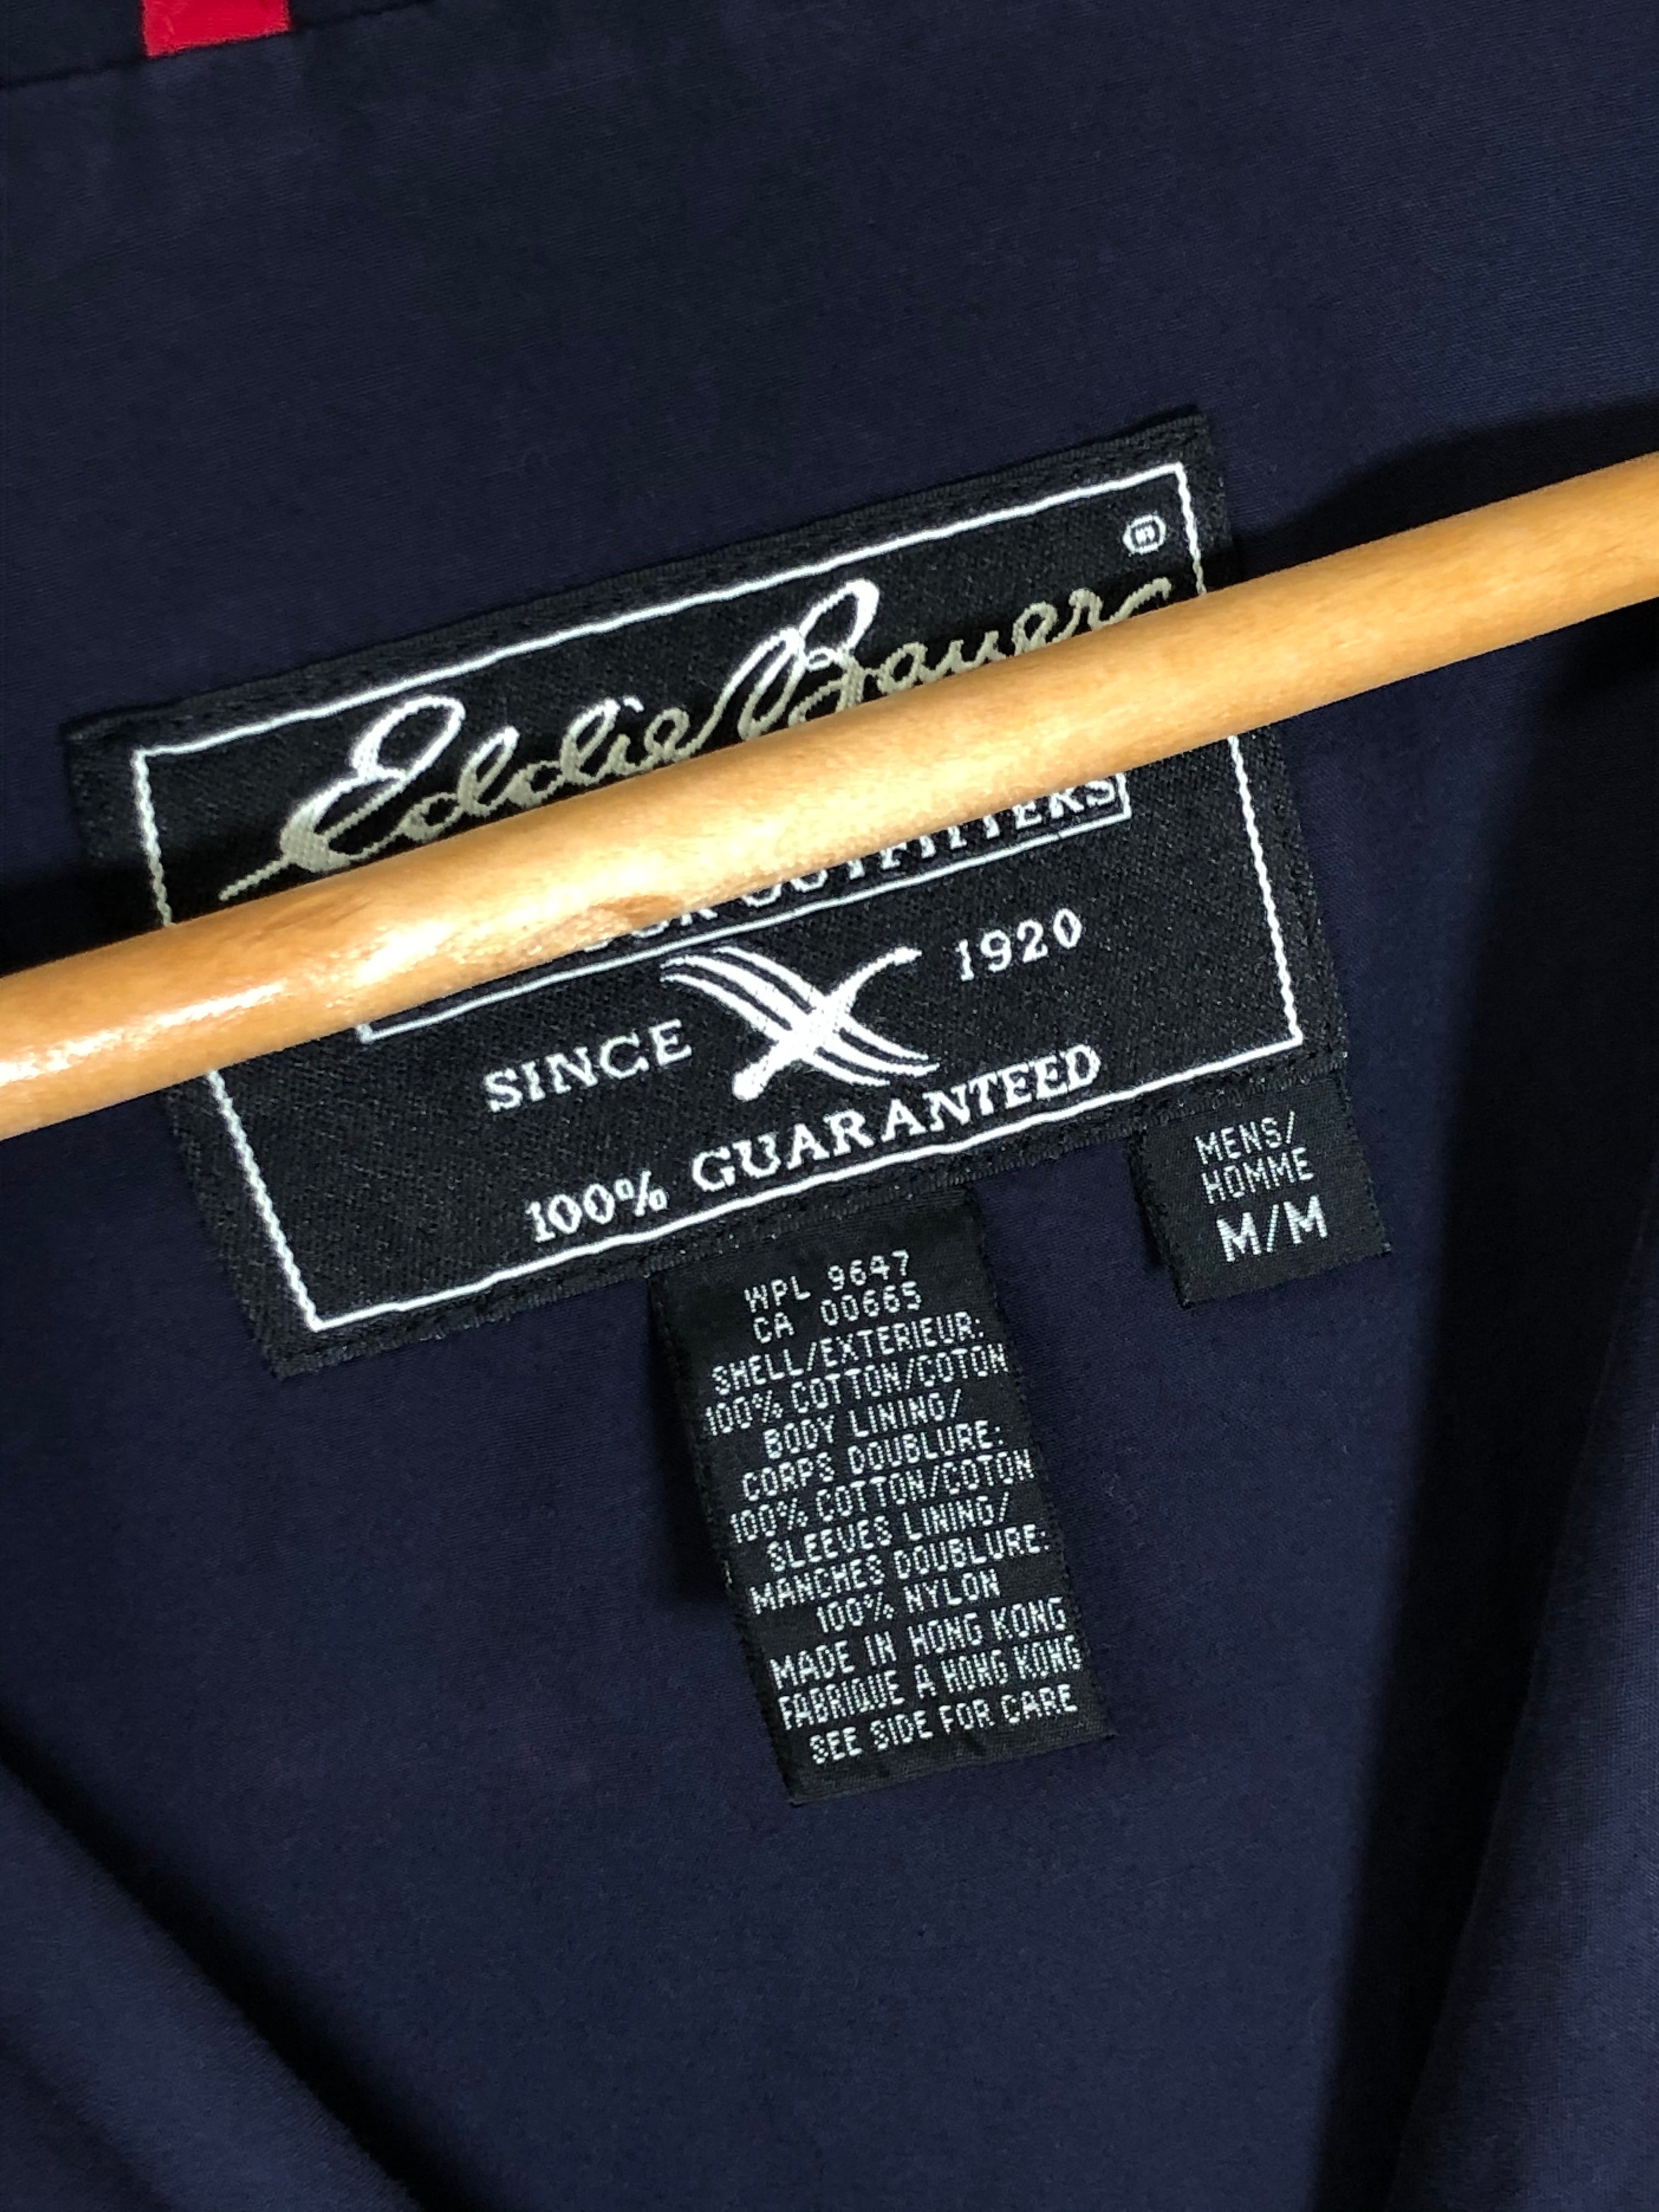 ®
Eddie Bauer
OUTFITTERS
SINCE 1920
100% GUARANTEED
MENS/
HOMME
M/M
WPL 9647
CA 00665
SHELL/EXTERIEUR:
100% COTTON/COTON
BODY LINING/
CORPS DOUBLURE:
100% COTTON/COTON
SLEEVES LINING/
MANCHES DOUBLURE:
100% NYLON
MADE IN HONG KONG
FABRIQUE A HONG KONG
SEE SIDE FOR CARE